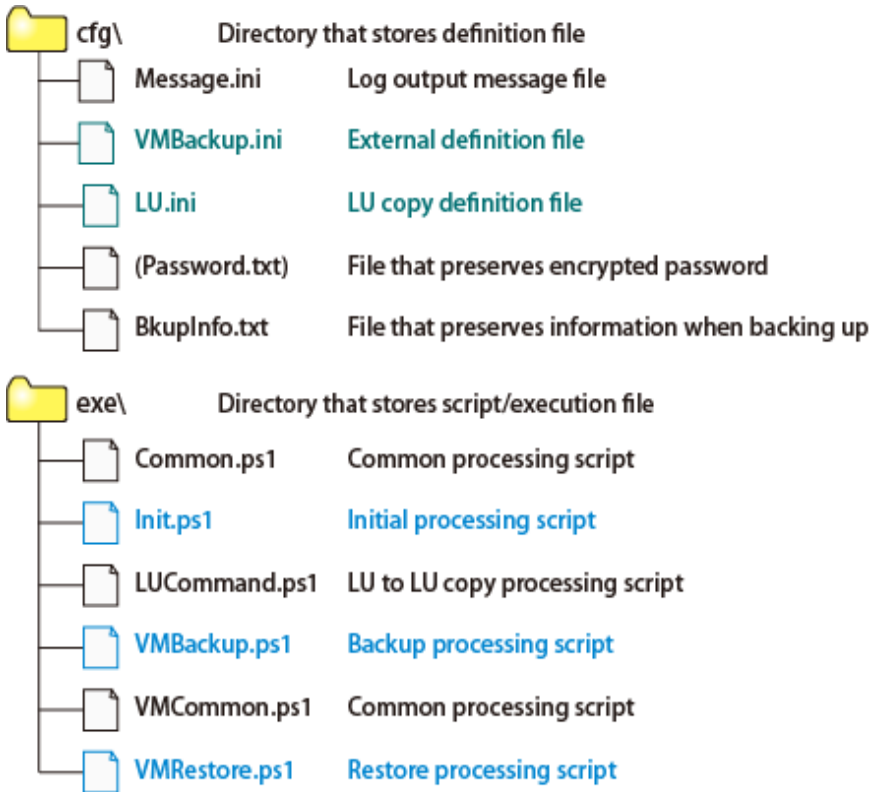 cfg\ Directory that stores definition file
Message.ini Log output message file
VMBackup.ini External definition file
LU.ini LU copy definition file
(Password.txt) File that preserves encrypted password
BkupInfo.txt File that preserves information when backing up
exe\ Directory that stores script/execution file
Common.ps1 Common processing script
Init.ps1 Initial processing script
LUCommand.ps1 LU to LU copy processing script
VMBackup.ps1 Backup processing script
VMCommon.ps1 Common processing script
VMRestore.ps1 Restore processing script